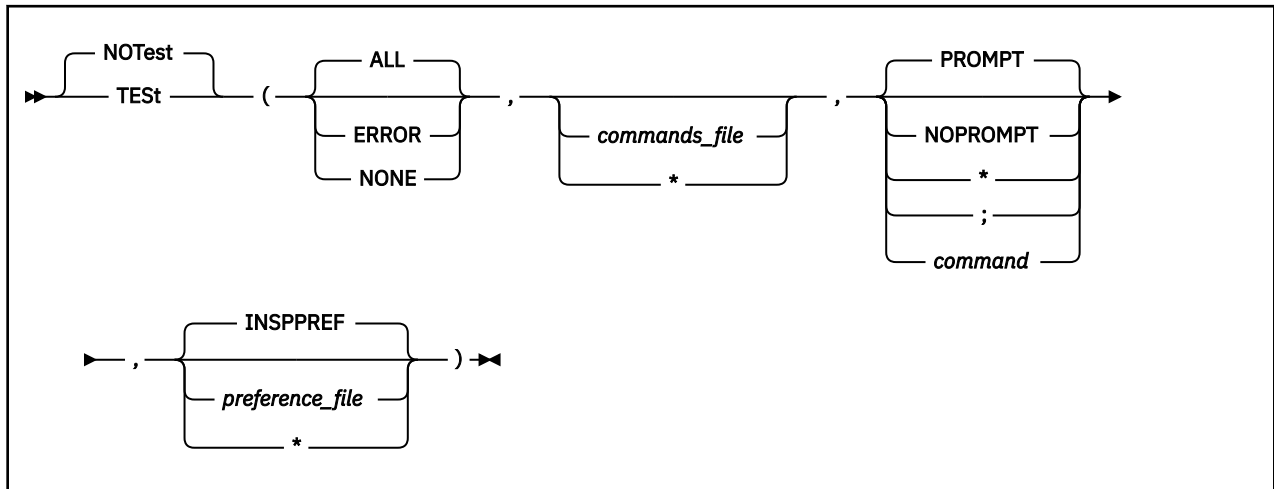 NOTest
TESt ( ALL , , PROMPT
ERROR commands_file NOPROMPT
NONE * *
;
command
, INSPPREF )
preference_file
*